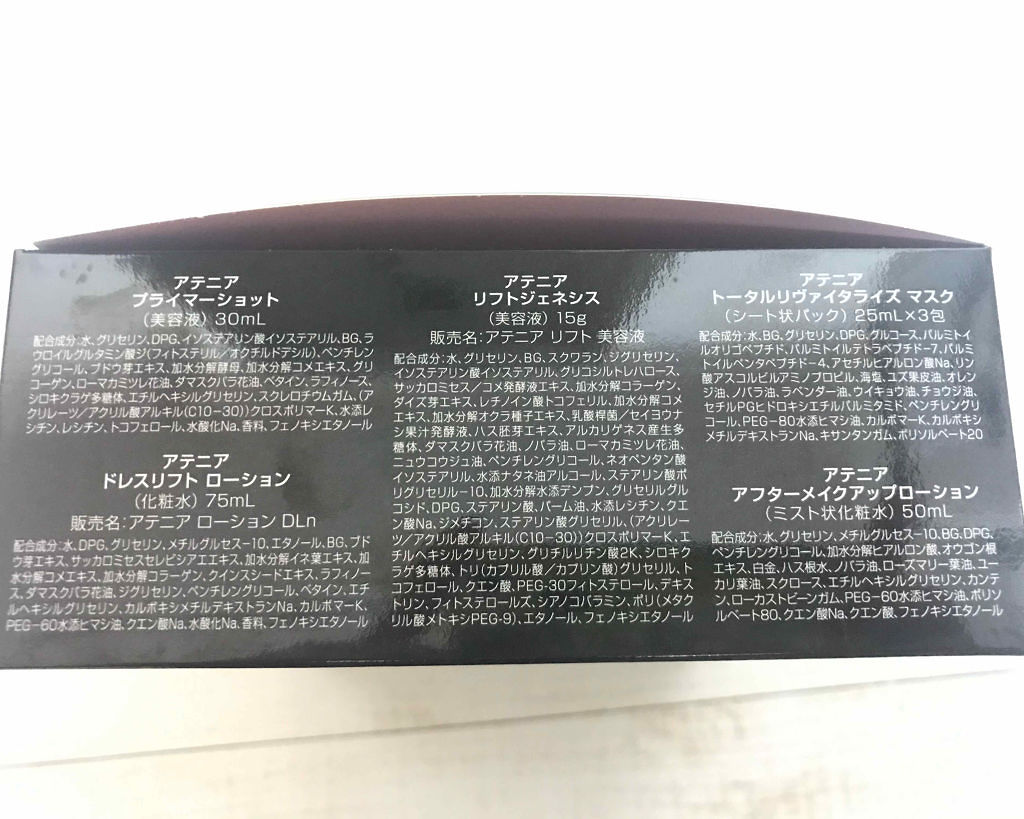 アテニア
プライマーショット
(美容液) 30mL
配合成分:水、グリセリン、DPG、イソステアリン酸イソステアリル、BG、ラ
ウロイルグルタミン酸ジ(フィトステリル/オクチルドデシル)、ペンチレン
グリコール、ブドウ芽エキス、加水分解酵母、加水分解コメエキス、グリ
コーゲン、ローマカミツレ花油、ダマスクバラ花油、ベタイン、ラフィノース、
シロキクラゲ多糖体、エチルヘキシルグリセリン、スクレロチウムガム、(ア
クリレーツ/アクリル酸アルキル(C10-30))クロスポリマーK、水添レ
シチン、レシチン、トコフェロール、水酸化Na、香料、フェノキシエタノール
アテニア
ドレスリフト ローション
(化粧水) 75mL
販売名:アテニア ローション DLn
配合成分:水、DPG、グリセリン、メチルグルセス-10、エタノール、BG、ブド
ウ芽エキス、サッカロミセスセレビシアエキス、加水分解イネ葉エキス、加
水分解コメエキス、加水分解コラーゲン、クインスシードエキス、ラフィノー
ス、ダマスクバラ花油、ジグリセリン、ペンチレングリコール、ベタイン、エチ
ルヘキシルグリセリン、カルボキシメチルデキストランNa、カルボマーK、
PEG-60水添ヒマシ油、クエン酸Na、水酸化Na、香料、フェノキシエタノール
アテニア
リフトジェネシス
(美容液) 15g
販売名:アテニア リフト 美容液
配合成分:水、グリセリン、BG、スクワラン、ジグリセリン、
イソステアリン酸イソステアリル、グリコシルトレハロース、
サッカロミセス/コメ発酵液エキス、加水分解コラーゲン、
ダイズ芽エキス、レチノイン酸トコフェリル、加水分解コメ
エキス、加水分解オクラ種子エキス、乳酸桿菌/セイヨウナ
シ果汁発酵液、ハス胚芽エキス、アルカリゲネス産生多
糖体、ダマスクバラ花油、ノバラ油、ローマカミツレ花油、
ニュウコウジュ油、ペンチレングリコール、ネオペンタン酸
イソステアリル、水添ナタネ油アルコール、ステアリン酸ポ
リグリセリル-10、加水分解水添デンプン、グリセリルグル
コシド、DPG、ステアリン酸、パーム油、水添レシチン、クエ
ン酸Na、ジメチコン、ステアリン酸グリセリル、(アクリレー
ツ/アクリル酸アルキル(C10-30))クロスポリマーK、エ
チルヘキシルグリセリン、グリチルリチン酸2K、シロキク
ラゲ多糖体、トリ(カプリル酸/カプリン酸)グリセリル、ト
コフェロール、クエン酸、PEG-30フィトステロール、デキス
トリン、フィトステロールズ、シアノコバラミン、ポリ(メタク
リル酸メトキシPEG-9)、エタノール、フェノキシエタノール
アテニア
トータルリヴァイタライズ マスク
(シート状パック) 25mL×3包
配合成分:水、BG、グリセリン、DPG、グルコース、パルミトイ
ルオリゴペプチド、パルミトイルテトラペプチド-7、パルミ
トイルペンタペプチド-4、アセチルヒアルロン酸Na、リン
酸アスコルビルアミノプロピル、海塩、ユズ果皮油、オレン
ジ油、ノバラ油、ラベンダー油、ウイキョウ油、チョウジ油、
セチルPGヒドロキシエチルパルミタミド、ペンチレングリ
コール、PEG-80水添ヒマシ油、カルボマーK、カルボキシ
メチルデキストランNa、キサンタンガム、ポリソルベート20
アテニア
アフターメイクアップローション
(ミスト状化粧水) 50mL
配合成分:水、グリセリン、メチルグルセス-10、BG、DPG、
ペンチレングリコール、加水分解ヒアルロン酸、オウゴン根
エキス、白金、ハス根水、ノバラ油、ローズマリー葉油、ユー
カリ葉油、スクロース、エチルヘキシルグリセリン、カンテ
ン、ローカストビーンガム、PEG-60水添ヒマシ油、ポリソ
ルベート80、クエン酸Na、クエン酸、フェノキシエタノール